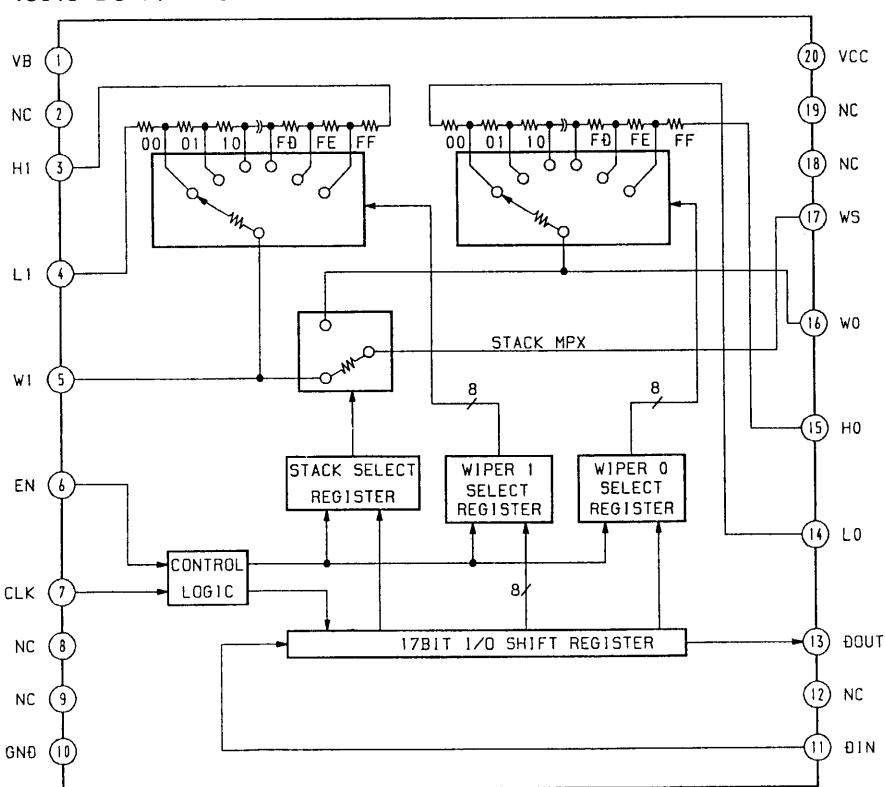 VB 1
NC 2
H1 3
L1 4
W1 5
EN 6
CLK 7
NC 8
NC 9
GND 10
20 VCC
19 NC
18 NC
17 WS
16 W0
15 H0
14 L0
13 DOUT
12 NC
11 DIN
00 01 10 FD FE FF
00 01 10 FD FE FF
STACK MPX
8
8
STACK SELECT
REGISTER
WIPER 1
SELECT
REGISTER
WIPER 0
SELECT
REGISTER
CONTROL
LOGIC
8
17BIT I/O SHIFT REGISTER